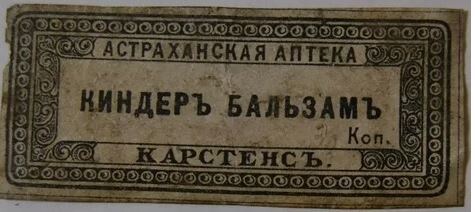 АСТРАХАНСКАЯ АПТЕКА
КИНДЕРЪ БАЛЬЗАМЪ
Коп.
КАРСТЕНСЪ.